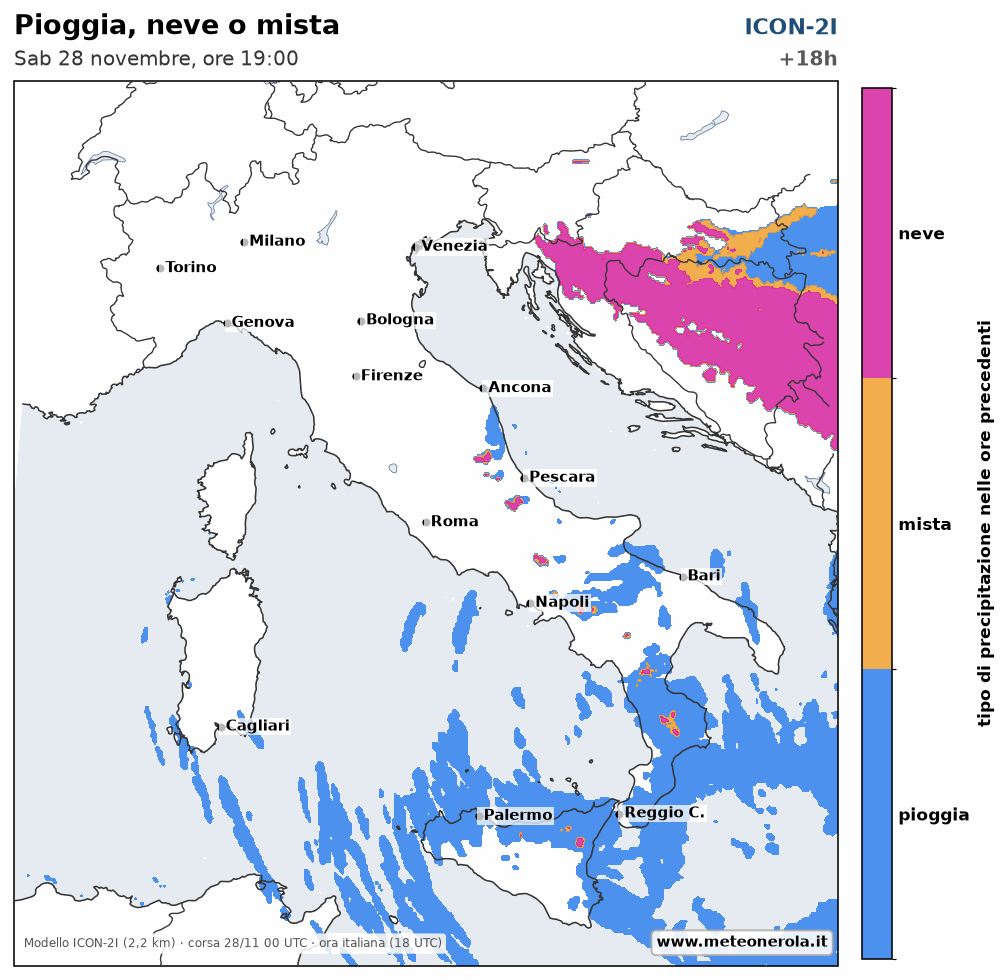 Pioggia, neve o mista
ICON-2I
Sab 28 novembre, ore 19:00
+18h
neve
Milano
Venezia
Torino
Genova
Bologna
Firenze
Ancona
Pescara
Roma
mista
Bari
Napoli
Cagliari
Palermo
Reggio C.
pioggia
tipo di precipitazione nelle ore precedenti
Modello ICON-2I (2,2 km) · corsa 28/11 00 UTC · ora italiana (18 UTC)
www.meteonerola.it